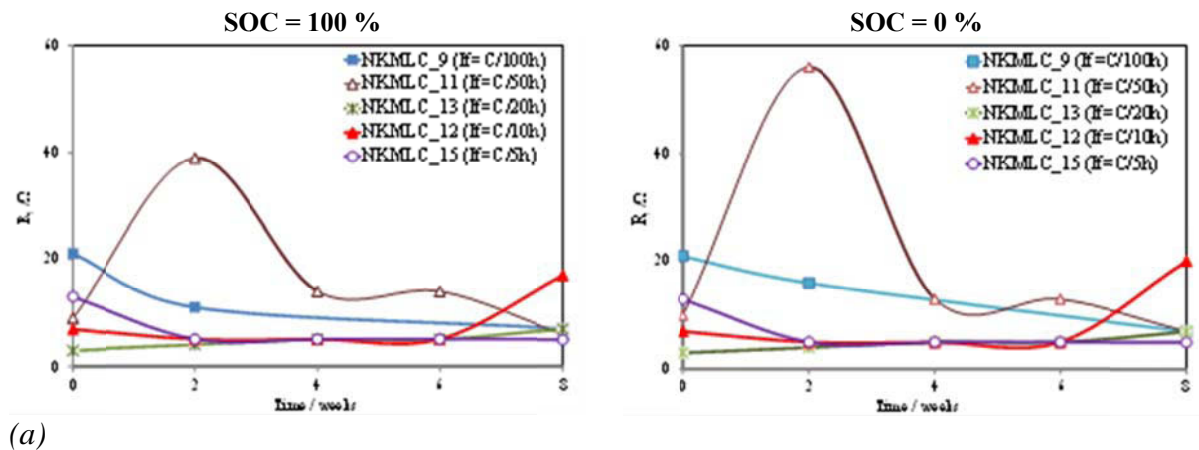 SOC = 100 %
SOC = 0 %
60
NKMLC_9 (If=C/100h)
NKMLC_11 (If=C/50h)
NKMLC_13 (If=C/20h)
NKMLC_12 (If=C/10h)
NKMLC_15 (If=C/5h)
40
R, Ω
20
0
0 2 4 6 8
Time / weeks
60
NKMLC_9 (If=C/100h)
NKMLC_11 (If=C/50h)
NKMLC_13 (If=C/20h)
NKMLC_12 (If=C/10h)
NKMLC_15 (If=C/5h)
40
R, Ω
20
0
0 2 4 6 8
Time / weeks
(a)